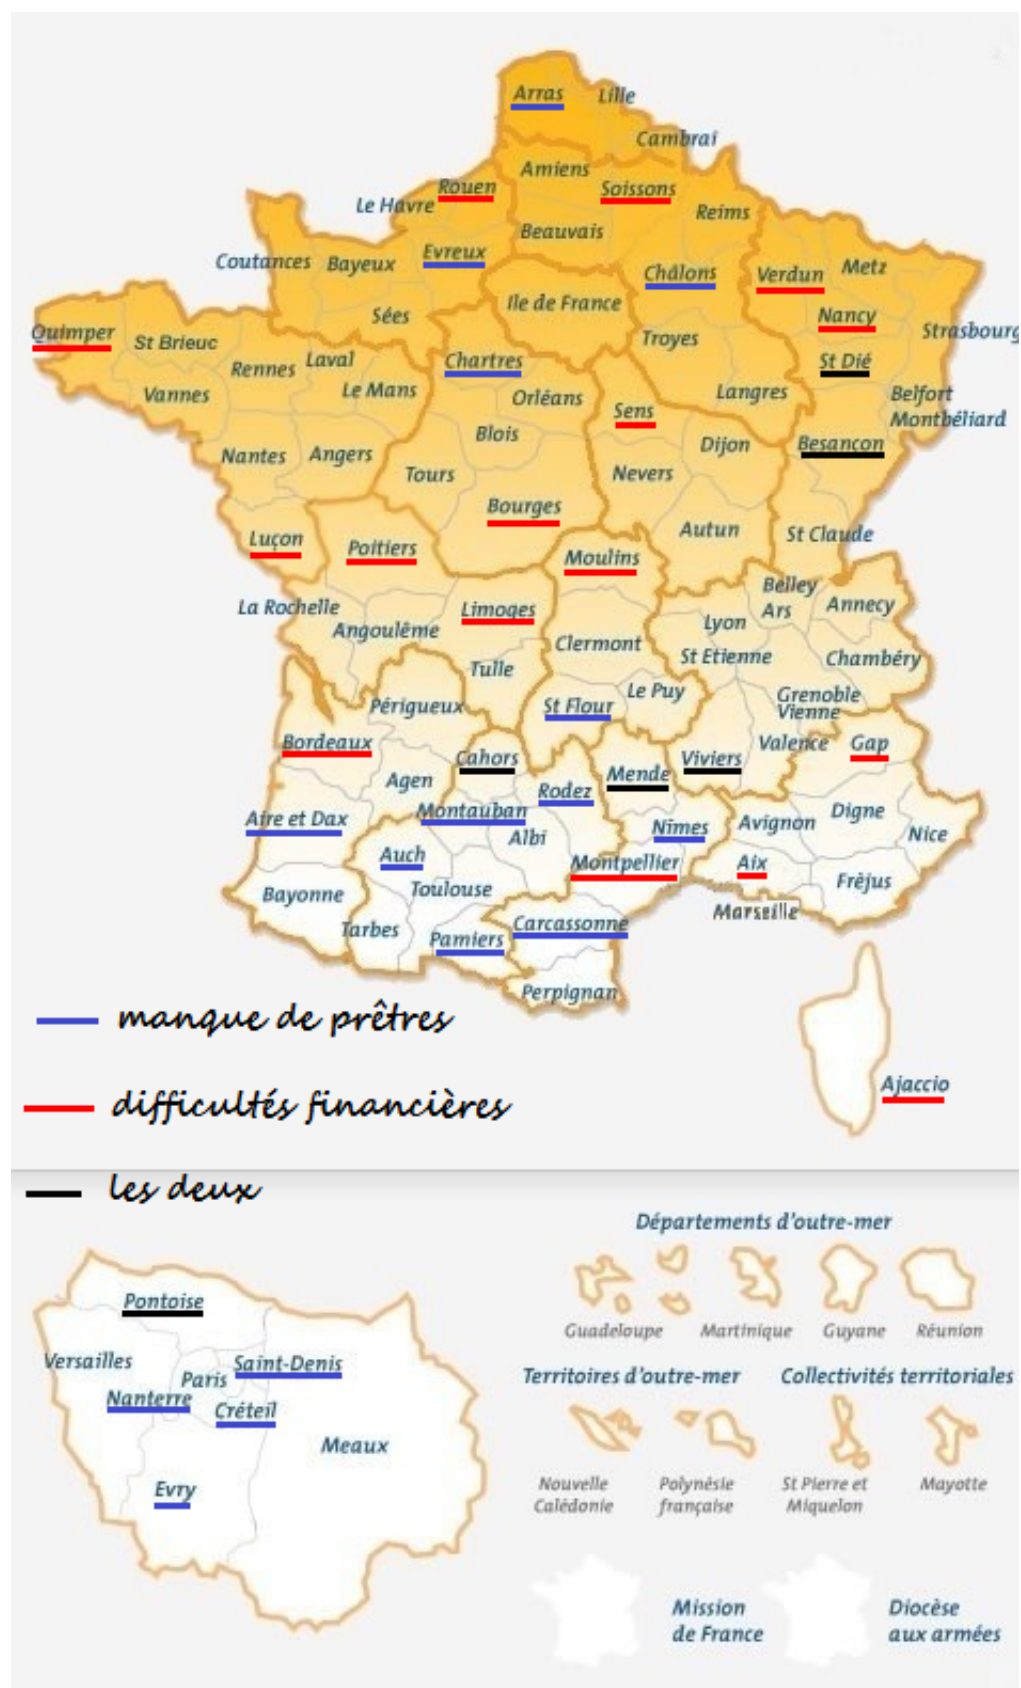 Arras
Lille
Cambrai
Amiens
Rouen
Soissons
Le Havre
Reims
Beauvais
Evreux
Coutances
Bayeux
Châlons
Verdun
Metz
Ile de France
Sées
Nancy
Quimper
St Brieuc
Troyes
Strasbourg
Rennes
Laval
Chartres
St Dié
Vannes
Le Mans
Orléans
Langres
Belfort
Montbéliard
Sens
Blois
Dijon
Besançon
Nantes
Angers
Tours
Nevers
Bourges
Autun
St Claude
Luçon
Poitiers
Moulins
Belley
Ars
Annecy
La Rochelle
Limoges
Angoulême
Lyon
Clermont
St Etienne
Chambéry
Tulle
Le Puy
Grenoble
Vienne
Périgueux
St Flour
Bordeaux
Cahors
Viviers
Valence
Gap
Agen
Mende
Rodez
Aire et Dax
Montauban
Albi
Nîmes
Avignon
Digne
Nice
Auch
Montpellier
Aix
Toulouse
Fréjus
Bayonne
Marseille
Tarbes
Pamiers
Carcassonne
Perpignan
manque de prêtres
Ajaccio
difficultés financières
les deux
Départements d'outre-mer
Guadeloupe
Martinique
Guyane
Réunion
Pontoise
Versailles
Paris
Saint-Denis
Nanterre
Créteil
Meaux
Evry
Territoires d'outre-mer
Collectivités territoriales
Nouvelle
Calédonie
Polynésie
française
St Pierre et
Miquelon
Mayotte
Mission
de France
Diocèse
aux armées